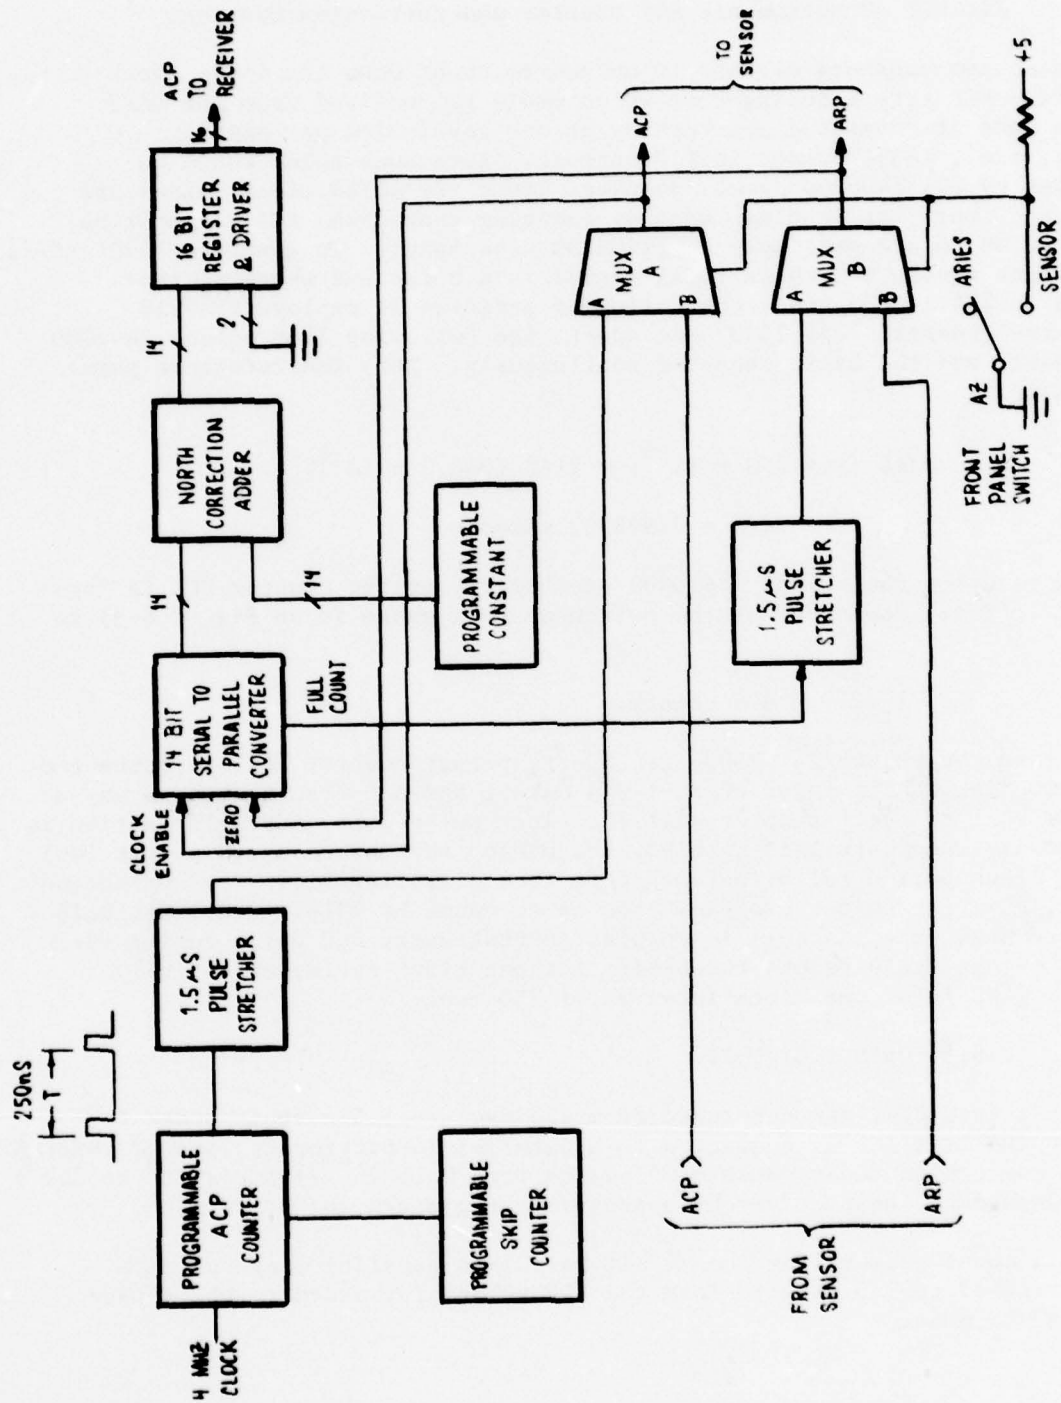 250nS
T
4 MHZ
CLOCK
PROGRAMMABLE
ACP
COUNTER
PROGRAMMABLE
SKIP
COUNTER
1.5 μS
PULSE
STRETCHER
CLOCK
ENABLE
ZERO
14 BIT
SERIAL TO
PARALLEL
CONVERTER
FULL
COUNT
14
14
NORTH
CORRECTION
ADDER
PROGRAMMABLE
CONSTANT
14
2
16 BIT
REGISTER
& DRIVER
16
ACP
TO
RECEIVER
A
MUX
A
B
ACP
A
MUX
B
B
ARP
TO
SENSOR
1.5 μS
PULSE
STRETCHER
FROM
SENSOR
ACP
ARP
FRONT
PANEL
SWITCH
AZ
ARIES
SENSOR
+5